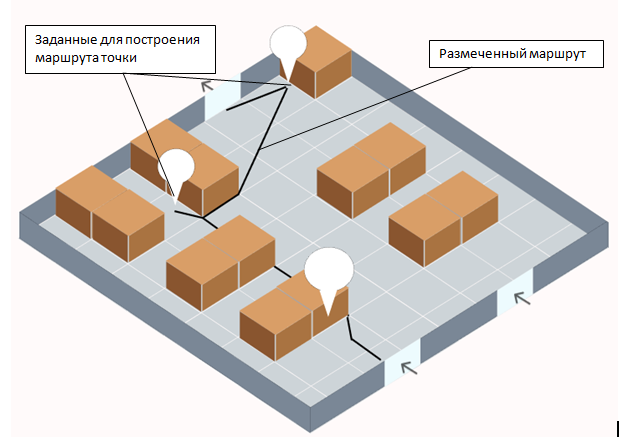 Заданные для построения
маршрута точки
Размеченный маршрут